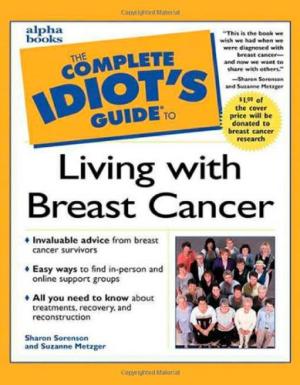 alpha
books
THE
COMPLETE
IDIOT'S
GUIDE® TO
"This is the book
we wish we had
when we were
diagnosed with
breast cancer—
and now we want to
share with others."
—Sharon Sorenson
and Suzanne Metzger
$1.00 of
the cover
price will be
donated to
breast cancer
research
Living with
Breast Cancer
Invaluable advice from breast
cancer survivors
Easy ways to find in-person and
online support groups
All you need to know about
treatments, recovery, and
reconstruction
Sharon Sorenson
and Suzanne Metzger